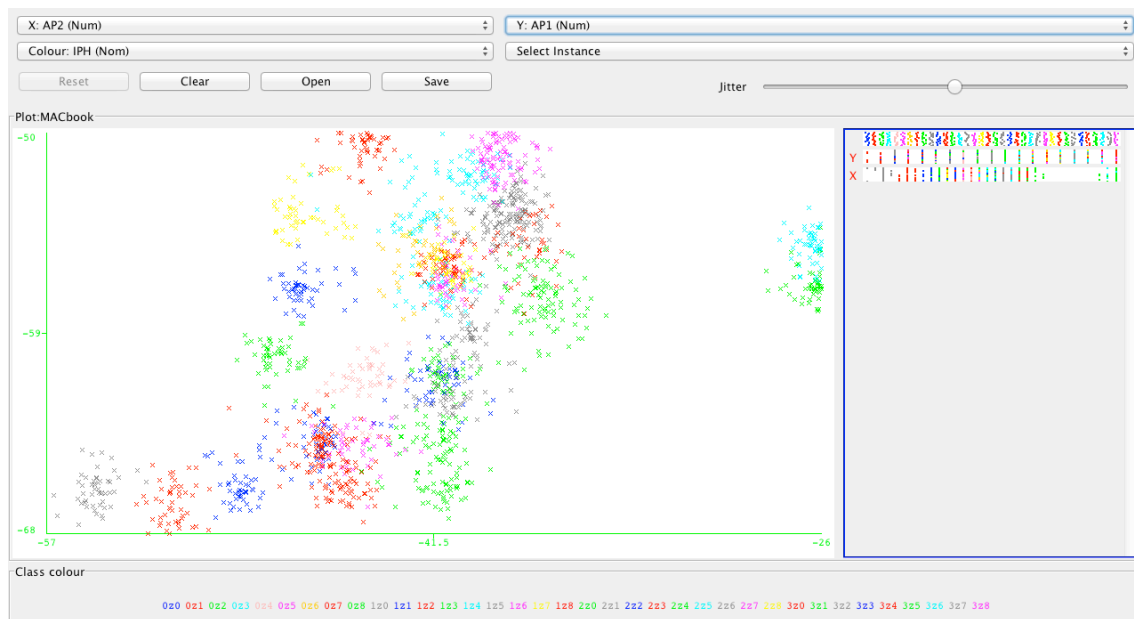 X: AP2 (Num) Y: AP1 (Num)
Colour: IPH (Nom) Select Instance
Reset Clear Open Save Jitter
Plot:MACbook
-50
Y
X
-59
-68
-57 -41.5 -26
Class colour
0z0 0z1 0z2 0z3 0z4 0z5 0z6 0z7 0z8 1z0 1z1 1z2 1z3 1z4 1z5 1z6 1z7 1z8 2z0 2z1 2z2 2z3 2z4 2z5 2z6 2z7 2z8 3z0 3z1 3z2 3z3 3z4 3z5 3z6 3z7 3z8